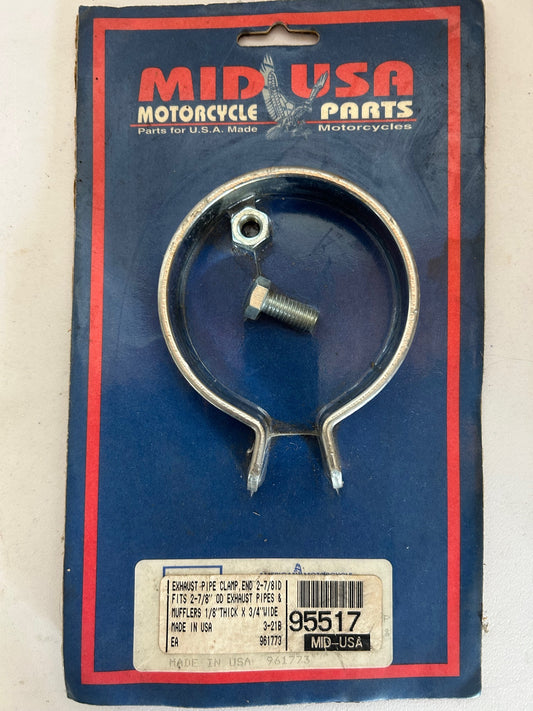 MID USA
MOTORCYCLE PARTS
Parts for U.S.A. Made Motorcycles
A
EXHAUST PIPE CLAMP,END 2-7/8ID
FITS 2-7/8" OD EXHAUST PIPES &
MUFFLERS 1/8"THICK X 3/4"WIDE
MADE IN USA 3-21B
EA 961773
95517
MID-USA
MADE IN USA 961773